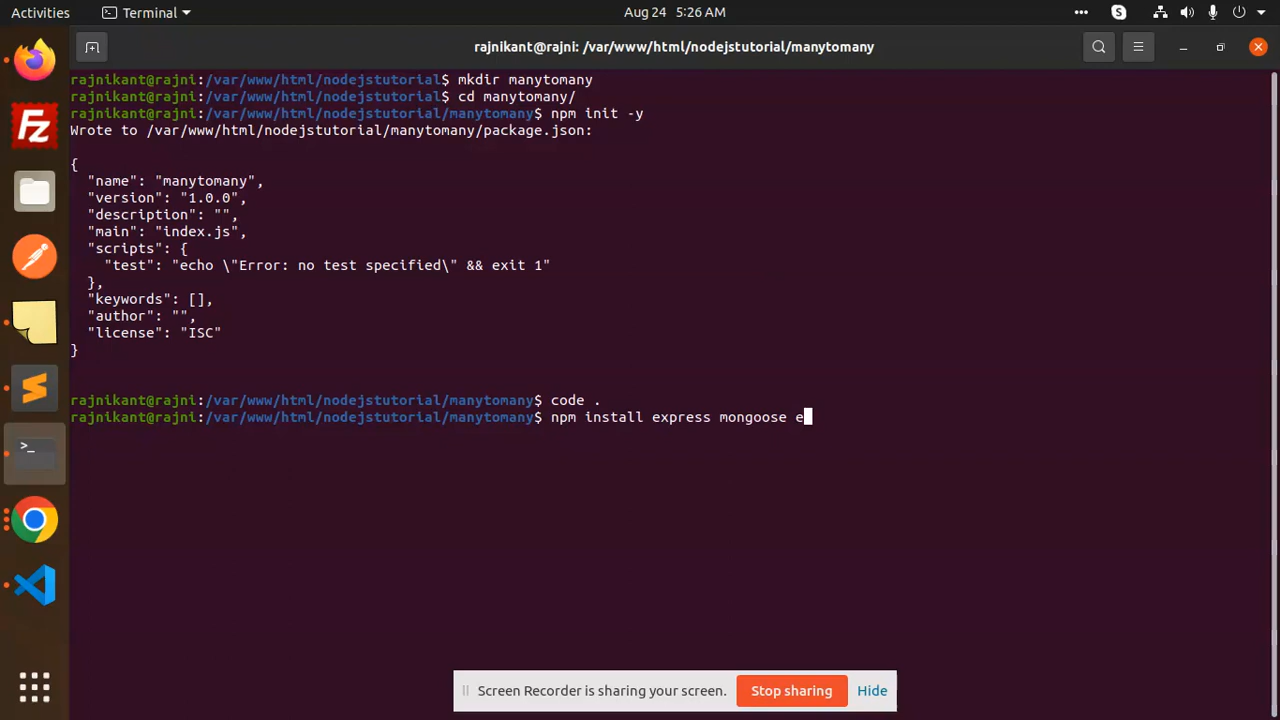 Activities
Terminal
Aug 24 5:26 AM
rajnikant@rajni: /var/www/html/nodejstutorial/manytomany
rajnikant@rajni:/var/www/html/nodejstutorial$ mkdir manytomany
rajnikant@rajni:/var/www/html/nodejstutorial$ cd manytomany/
rajnikant@rajni:/var/www/html/nodejstutorial/manytomany$ npm init -y
Wrote to /var/www/html/nodejstutorial/manytomany/package.json:
{
  "name": "manytomany",
  "version": "1.0.0",
  "description": "",
  "main": "index.js",
  "scripts": {
    "test": "echo \"Error: no test specified\" && exit 1"
  },
  "keywords": [],
  "author": "",
  "license": "ISC"
}
rajnikant@rajni:/var/www/html/nodejstutorial/manytomany$ code .
rajnikant@rajni:/var/www/html/nodejstutorial/manytomany$ npm install express mongoose e
Screen Recorder is sharing your screen.
Stop sharing
Hide